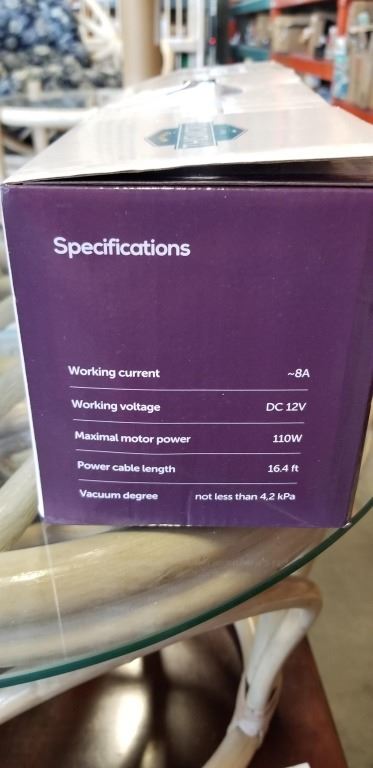 Specifications
Working current ~8A
Working voltage DC 12V
Maximal motor power 110W
Power cable length 16.4 ft
Vacuum degree not less than 4,2 kPa